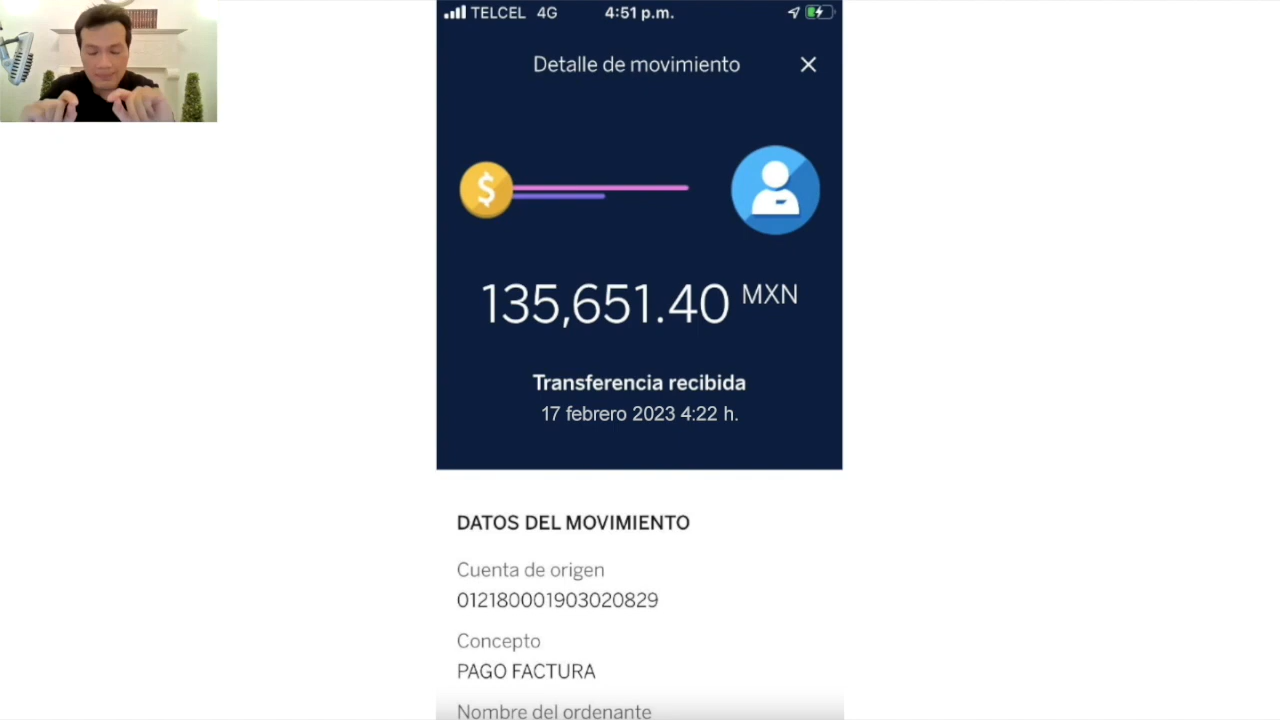 TELCEL 4G 4:51 p.m.
Detalle de movimiento
$
135,651.40 MXN
Transferencia recibida
17 febrero 2023 4:22 h.
DATOS DEL MOVIMIENTO
Cuenta de origen
012180001903020829
Concepto
PAGO FACTURA
Nombre del ordenante